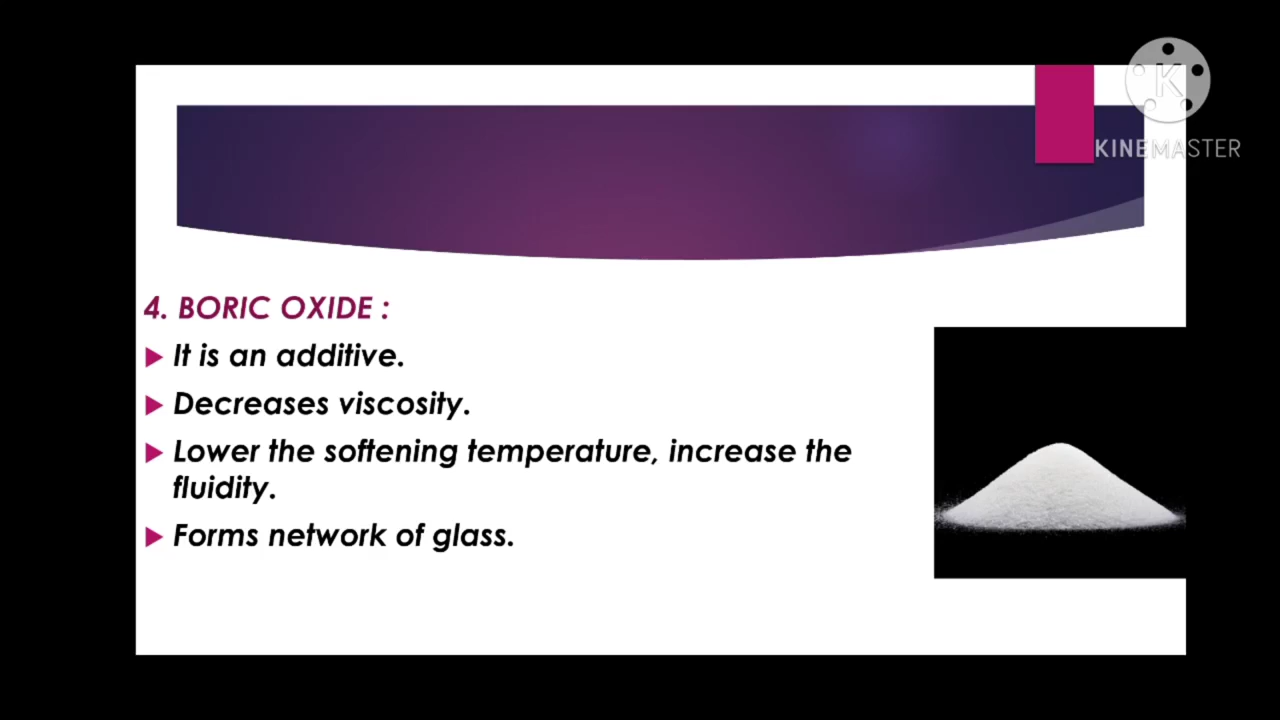 KINEMASTER
4. BORIC OXIDE :
It is an additive.
Decreases viscosity.
Lower the softening temperature, increase the
fluidity.
Forms network of glass.